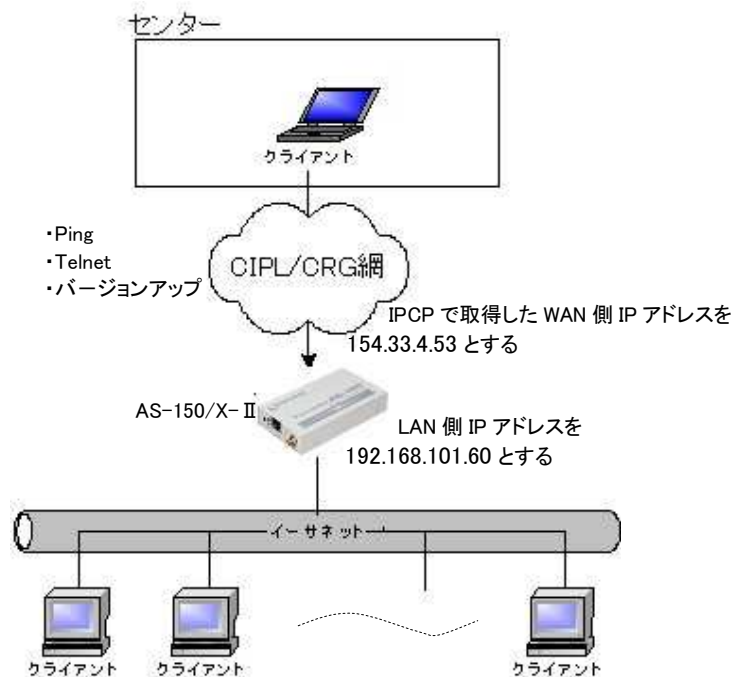 センター
クライアント
・Ping
・Telnet
・バージョンアップ
CIPL/CRG網
IPCP で取得した WAN 側 IP アドレスを
154.33.4.53 とする
AS-150/X-Ⅱ
LAN 側 IP アドレスを
192.168.101.60 とする
イーサネット
クライアント
クライアント
クライアント